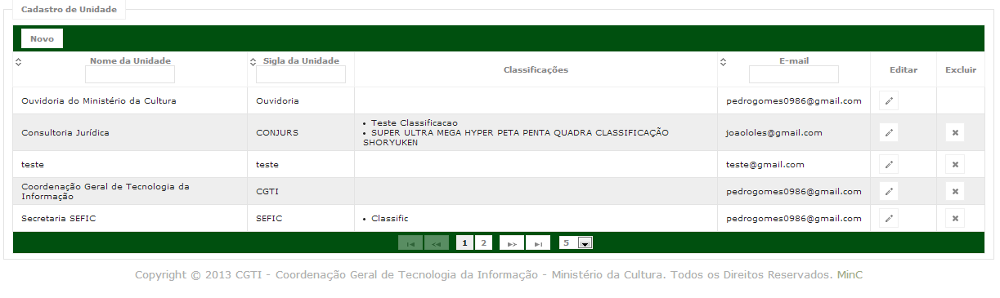 Cadastro de Unidade
Novo
Nome da Unidade
Sigla da Unidade
Classificações
E-mail
Editar
Excluir
Ouvidoria do Ministério da Cultura
Ouvidoria
pedrogomes0986@gmail.com
Consultoria Jurídica
CONJURS
• Teste Classificacao
• SUPER ULTRA MEGA HYPER PETA PENTA QUADRA CLASSIFICAÇÃO
SHORYUKEN
joaololes@gmail.com
teste
teste
teste@gmail.com
Coordenação Geral de Tecnologia da
Informação
CGTI
pedrogomes0986@gmail.com
Secretaria SEFIC
SEFIC
• Classific
pedrogomes0986@gmail.com
1 2 5
Copyright © 2013 CGTI - Coordenação Geral de Tecnologia da Informação - Ministério da Cultura. Todos os Direitos Reservados. MinC